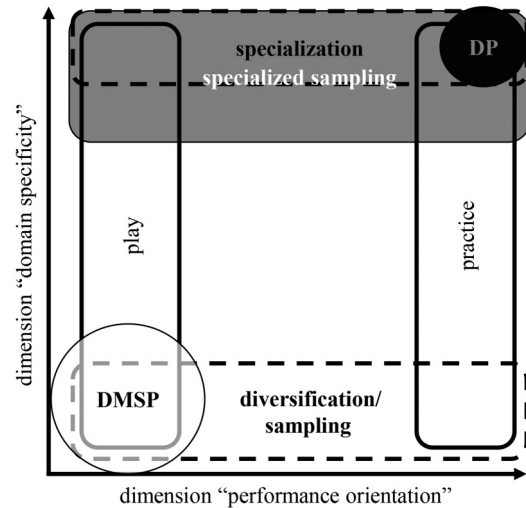 specialization
specialized sampling
DP
dimension “domain specificity”
play
practice
DMSP
diversification/
sampling
dimension “performance orientation”